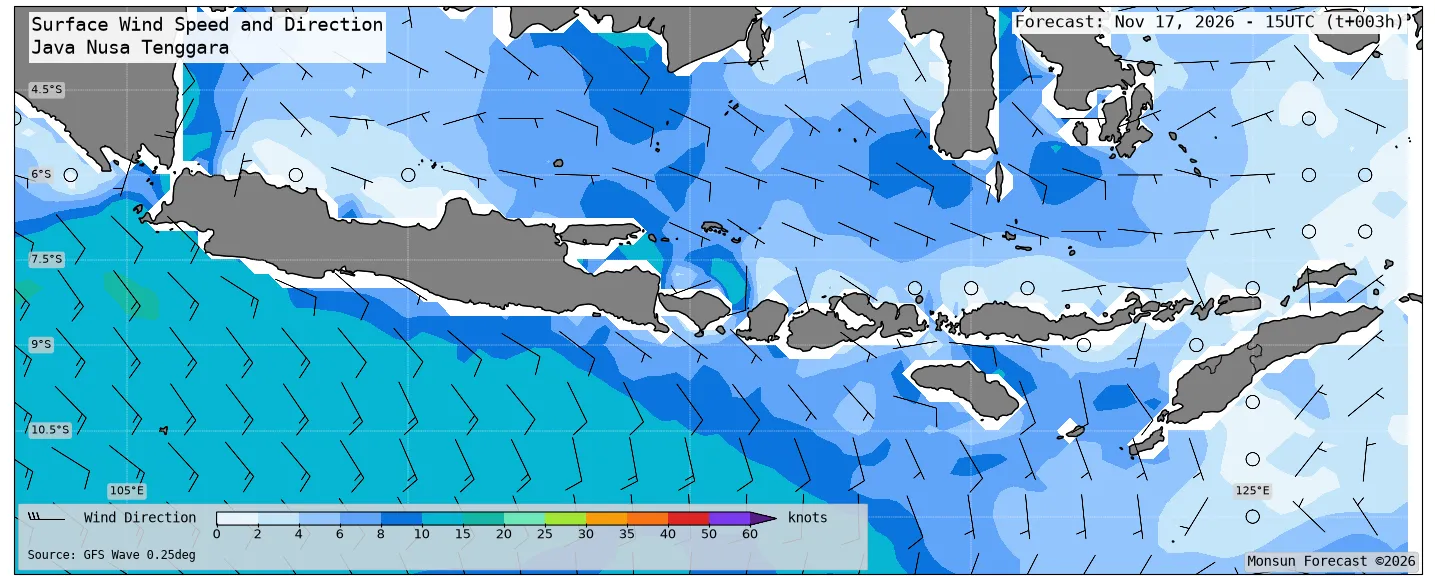 Surface Wind Speed and Direction
Java Nusa Tenggara
Forecast: Nov 17, 2026 - 15UTC (t+003h)
4.5°S
6°S
7.5°S
9°S
10.5°S
105°E
125°E
Wind Direction
0 2 4 6 8 10 15 20 25 30 35 40 50 60
knots
Source: GFS Wave 0.25deg
Monsun Forecast ©2026